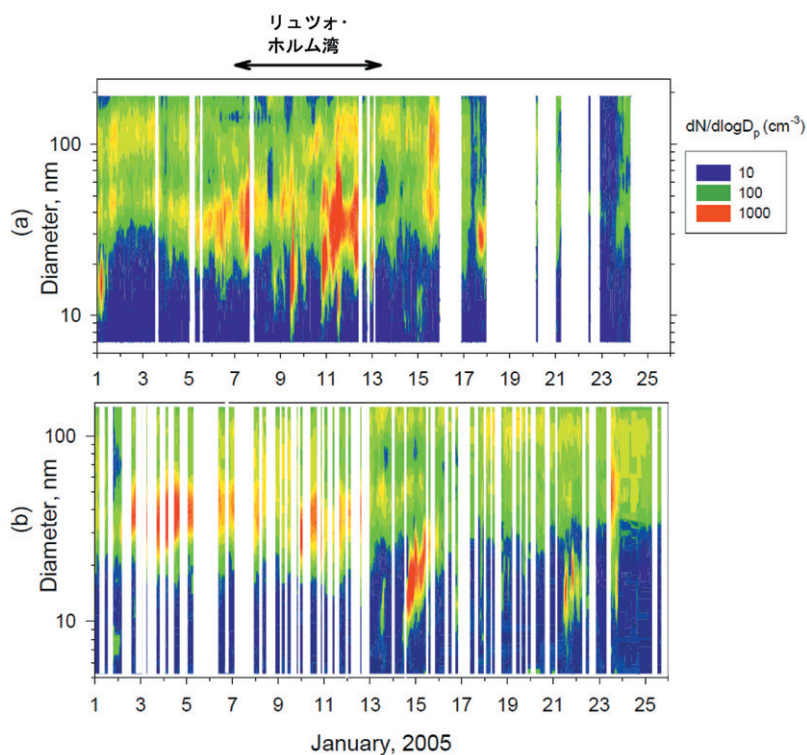 リュツォ・
ホルム湾
dN/dlogDp (cm-3)
10
100
1000
(a)
Diameter, nm
100
10
1 3 5 7 9 11 13 15 17 19 21 23 25
(b)
Diameter, nm
100
10
1 3 5 7 9 11 13 15 17 19 21 23 25
January, 2005